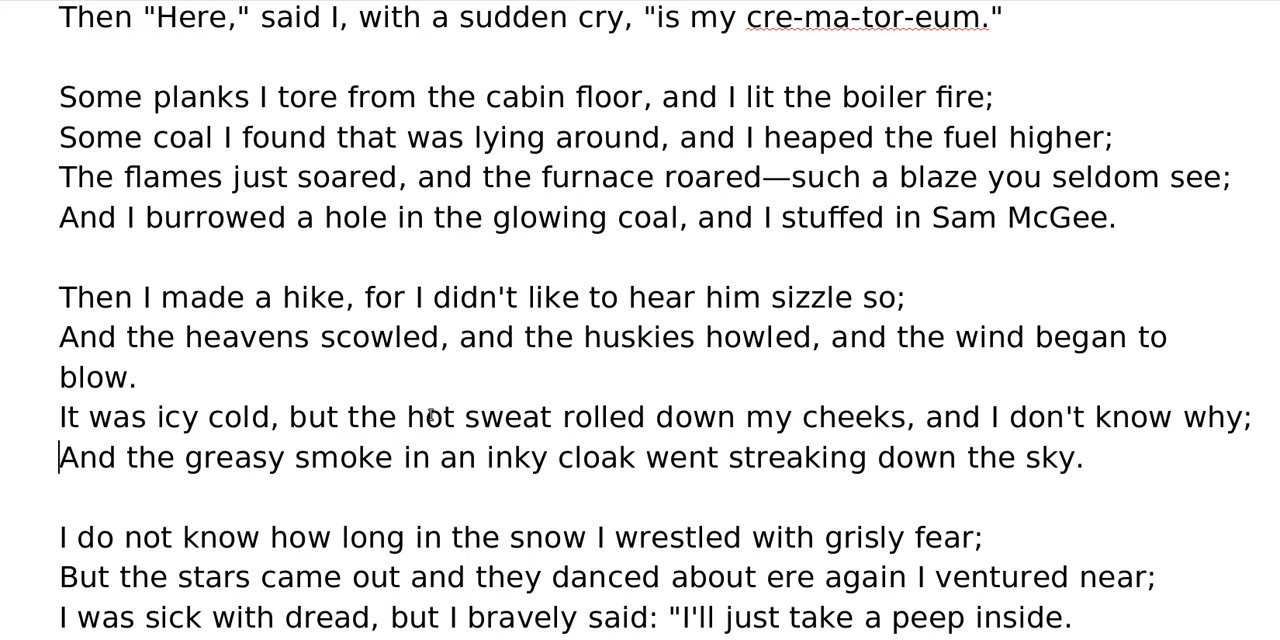 Then "Here," said I, with a sudden cry, "is my cre-ma-tor-eum."
Some planks I tore from the cabin floor, and I lit the boiler fire;
Some coal I found that was lying around, and I heaped the fuel higher;
The flames just soared, and the furnace roared—such a blaze you seldom see;
And I burrowed a hole in the glowing coal, and I stuffed in Sam McGee.
Then I made a hike, for I didn't like to hear him sizzle so;
And the heavens scowled, and the huskies howled, and the wind began to
blow.
It was icy cold, but the hot sweat rolled down my cheeks, and I don't know why;
And the greasy smoke in an inky cloak went streaking down the sky.
I do not know how long in the snow I wrestled with grisly fear;
But the stars came out and they danced about ere again I ventured near;
I was sick with dread, but I bravely said: "I'll just take a peep inside.